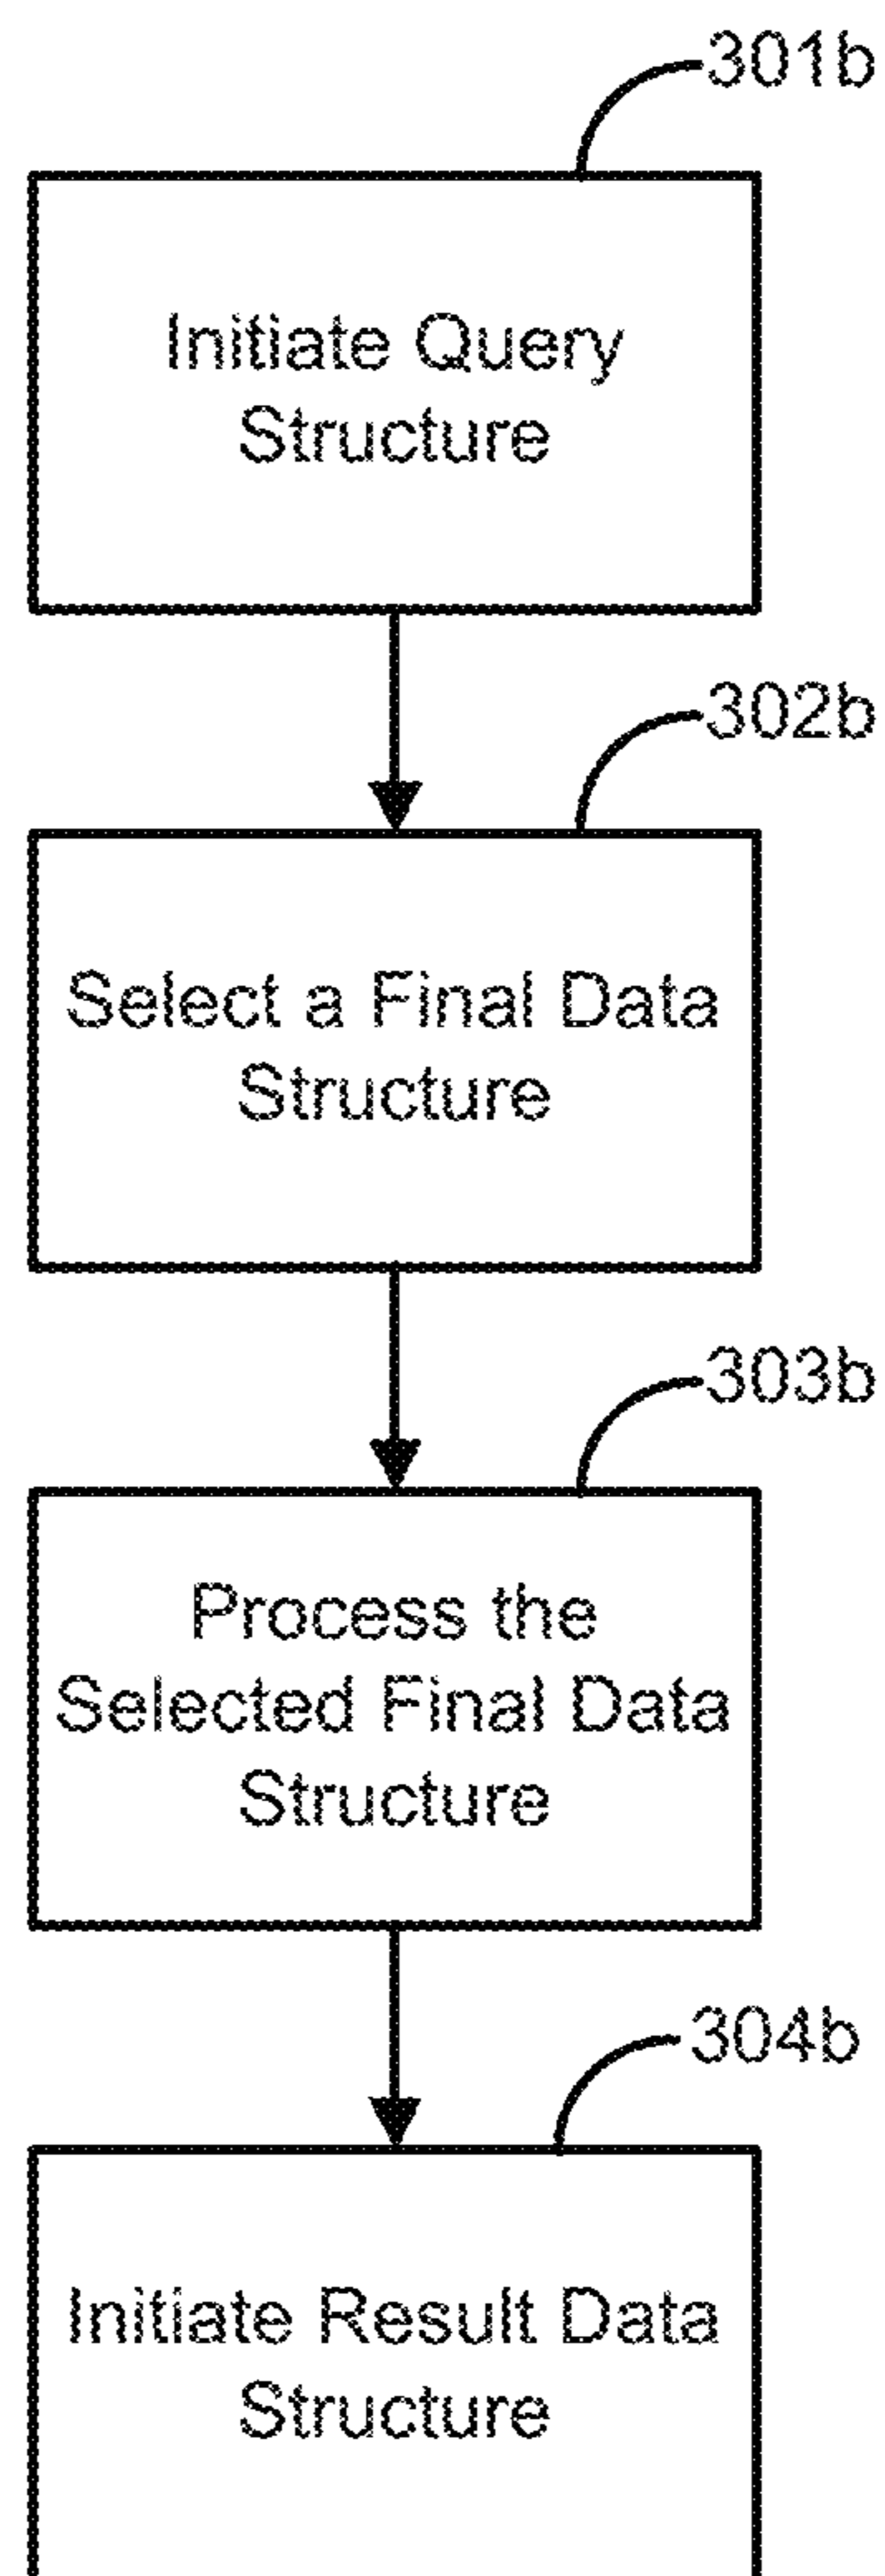 301b
Initiate Query
Structure
302b
Select a Final Data
Structure
303b
Process the
Selected Final Data
Structure
304b
Initiate Result Data
Structure